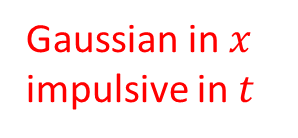 Gaussian in 𝑥
impulsive in 𝑡